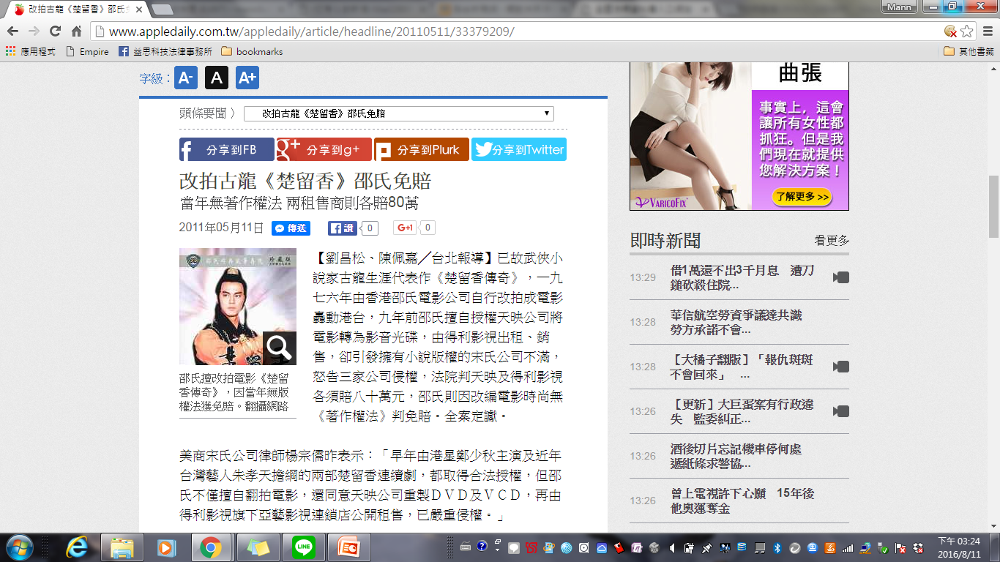 改拍古龍《楚留香》邵氏免
Mann
www.appledaily.com.tw/appledaily/article/headline/20110511/33379209/
應用程式 Empire 益思科技法律事務所 bookmarks 其他書籤
字級： A- A A+
頭條要聞 〉 改拍古龍《楚留香》邵氏免賠
分享到FB 分享到g+ 分享到Plurk 分享到Twitter
改拍古龍《楚留香》邵氏免賠
當年無著作權法 兩租售商則各賠80萬
2011年05月11日 傳送 讚 0 G+1 0
珍藏版
邵氏擅改拍電影《楚留
香傳奇》，因當年無版
權法獲免賠。翻攝網路
【劉昌松、陳佩嘉╱台北報導】已故武俠小
說家古龍生涯代表作《楚留香傳奇》，一九
七六年由香港邵氏電影公司自行改拍成電影
轟動港台，九年前邵氏擅自授權天映公司將
電影轉為影音光碟，由得利影視出租、銷
售，卻引發擁有小說版權的宋氏公司不滿，
怒告三家公司侵權，法院判天映及得利影視
各須賠八十萬元，邵氏則因改編電影時尚無
《著作權法》判免賠。全案定讞。
美商宋氏公司律師楊宗儒昨表示：「早年由港星鄭少秋主演及近年
台灣藝人朱孝天擔綱的兩部楚留香連續劇，都取得合法授權，但邵
氏不僅擅自翻拍電影，還同意天映公司重製ＤＶＤ及ＶＣＤ，再由
得利影視旗下亞藝影視連鎖店公開租售，已嚴重侵權。」
曲張
事實上，這會
讓所有女性都
抓狂。但是我
們現在就提供
您解決方案！
了解更多 >>
VARICOFIX
即時新聞 看更多
13:29 借1萬還不出3千月息　遭刀
鎚砍殺住院...
13:28 華信航空勞資爭議達共識
勞方承諾不會...
13:28 【大橘子翻版】「報仇斑斑
不會回來」　...
13:26 【更新】大巨蛋案有行政違
失　監委糾正...
13:26 酒後切片忘記機車停何處
遞紙條求警協...
13:26 曾上電視許下心願　15年後
他奧運奪金
LINE
下午 03:24
2016/8/11